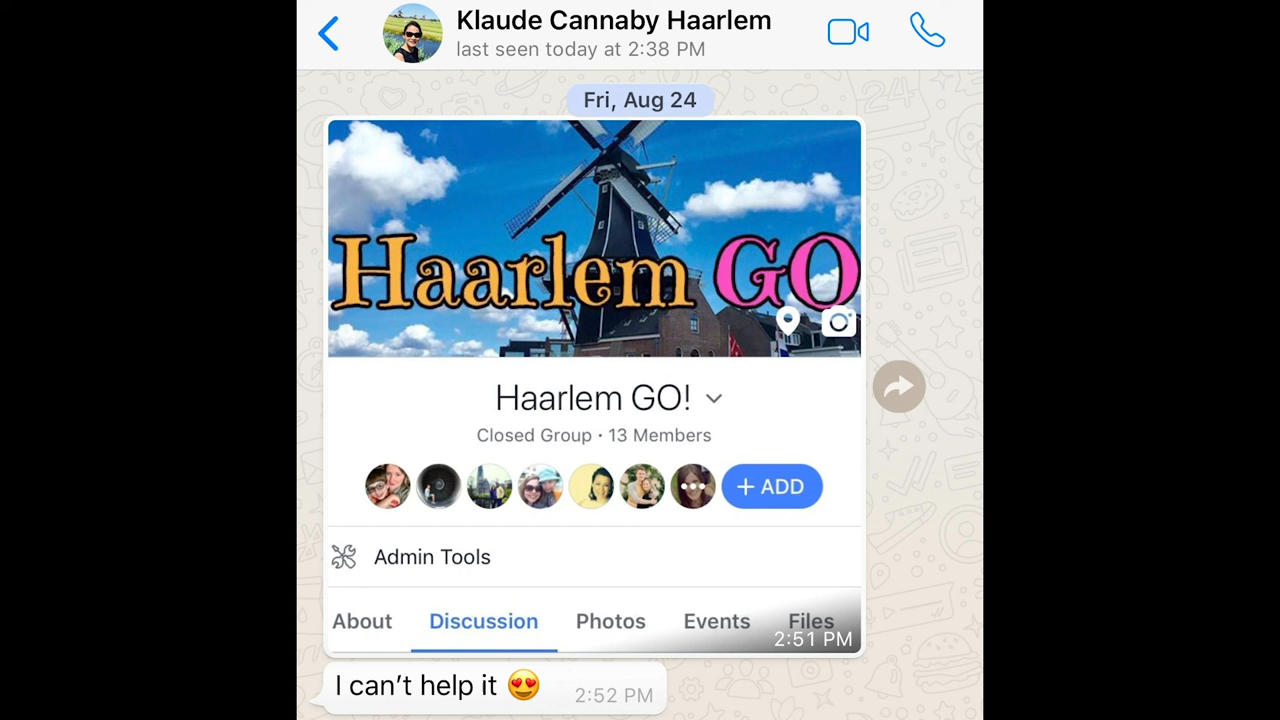 Klaude Cannaby Haarlem
last seen today at 2:38 PM
Fri, Aug 24
Haarlem GO
Haarlem GO!
Closed Group · 13 Members
+ ADD
Admin Tools
About Discussion Photos Events Files
2:51 PM
I can't help it 😍 2:52 PM